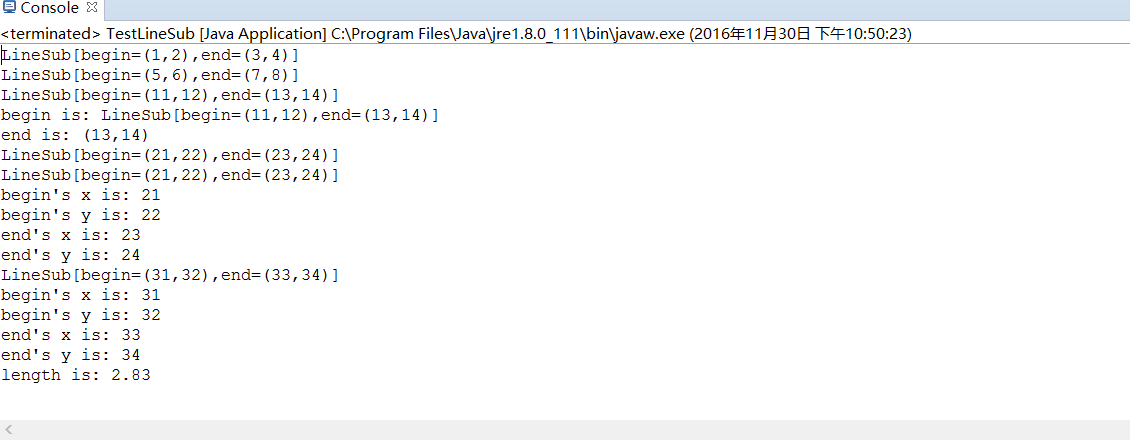 Console
<terminated> TestLineSub [Java Application] C:\Program Files\Java\jre1.8.0_111\bin\javaw.exe (2016年11月30日 下午10:50:23)
LineSub[begin=(1,2),end=(3,4)]
LineSub[begin=(5,6),end=(7,8)]
LineSub[begin=(11,12),end=(13,14)]
begin is: LineSub[begin=(11,12),end=(13,14)]
end is: (13,14)
LineSub[begin=(21,22),end=(23,24)]
LineSub[begin=(21,22),end=(23,24)]
begin's x is: 21
begin's y is: 22
end's x is: 23
end's y is: 24
LineSub[begin=(31,32),end=(33,34)]
begin's x is: 31
begin's y is: 32
end's x is: 33
end's y is: 34
length is: 2.83